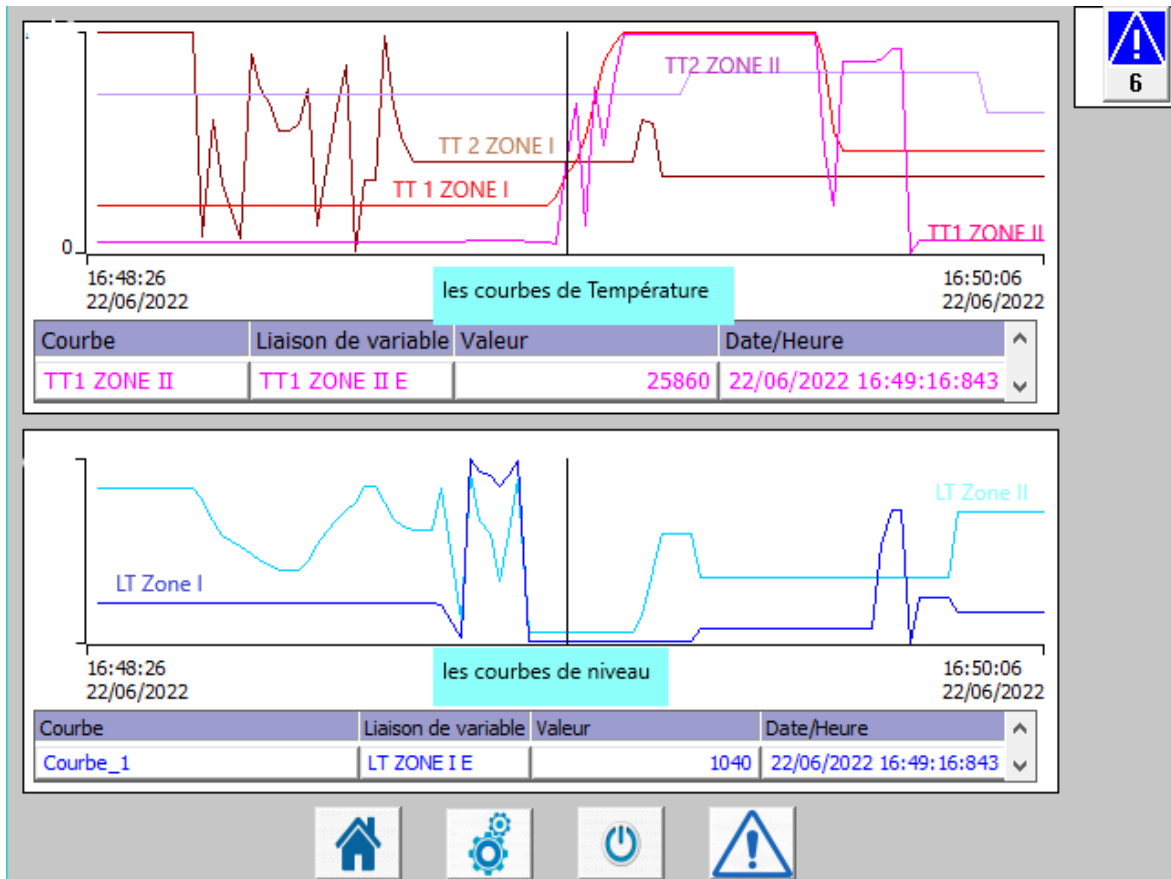 6
TT2 ZONE II
TT 2 ZONE I
TT 1 ZONE I
TT1 ZONE II
0
16:48:26
22/06/2022
16:50:06
22/06/2022
les courbes de Température
Courbe Liaison de variable Valeur Date/Heure
TT1 ZONE II TT1 ZONE II E 25860 22/06/2022 16:49:16:843
LT Zone II
LT Zone I
16:48:26
22/06/2022
16:50:06
22/06/2022
les courbes de niveau
Courbe Liaison de variable Valeur Date/Heure
Courbe_1 LT ZONE I E 1040 22/06/2022 16:49:16:843